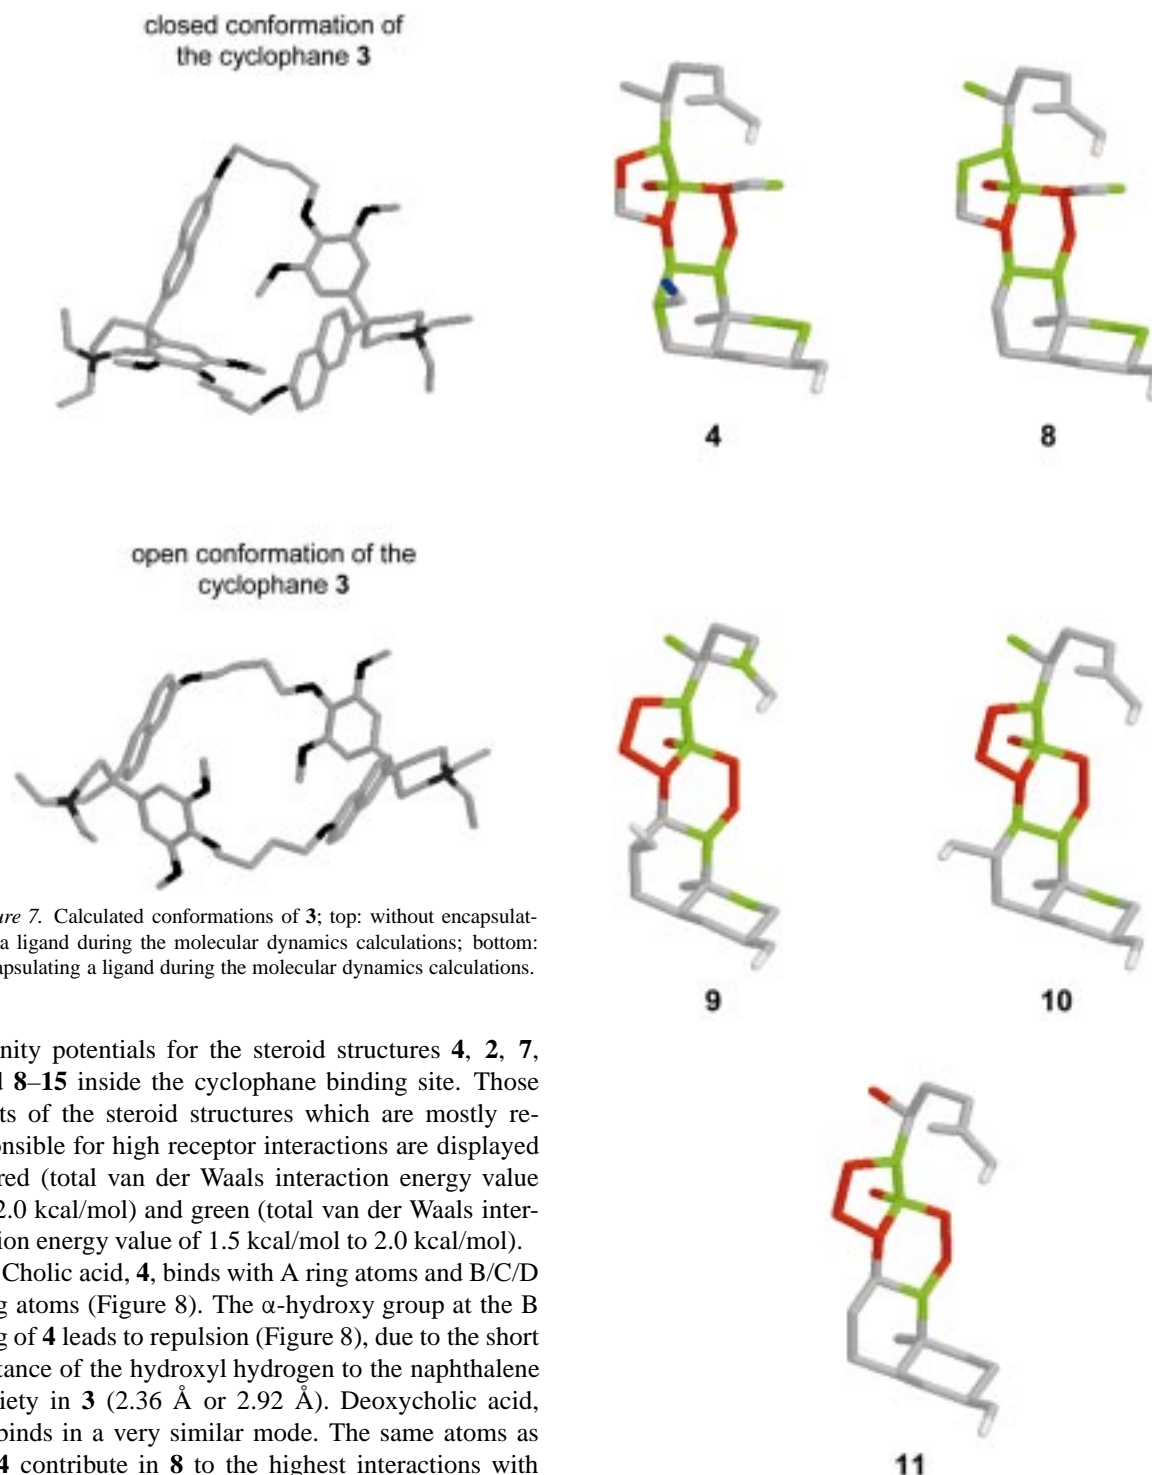 closed conformation of
the cyclophane 3
4
8
open conformation of the
cyclophane 3
9
10
11
Figure 7. Calculated conformations of 3; top: without encapsulat-
a ligand during the molecular dynamics calculations; bottom:
during the molecular dynamics calculations.
potentials for the steroid structures 4, 2, 7,
8–15 inside the cyclophane binding site. Those
of the steroid structures which are mostly re-
for high receptor interactions are displayed
red (total van der Waals interaction energy value
2.0 kcal/mol) and green (total van der Waals inter-
energy value of 1.5 kcal/mol to 2.0 kcal/mol).
Cholic acid, 4, binds with A ring atoms and B/C/D
atoms (Figure 8). The α-hydroxy group at the B
of 4 leads to repulsion (Figure 8), due to the short
of the hydroxyl hydrogen to the naphthalene
in 3 (2.36 Å or 2.92 Å). Deoxycholic acid,
binds in a very similar mode. The same atoms as
4 contribute in 8 to the highest interactions with